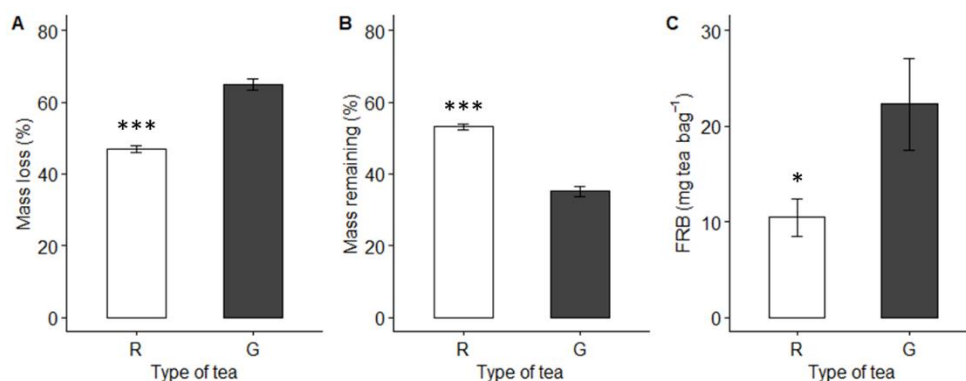 A
Mass loss (%)
80
60
40
20
0
***
R
G
Type of tea
B
Mass remaining (%)
80
60
40
20
0
***
R
G
Type of tea
C
FRB (mg tea bag⁻¹)
30
20
10
0
*
R
G
Type of tea